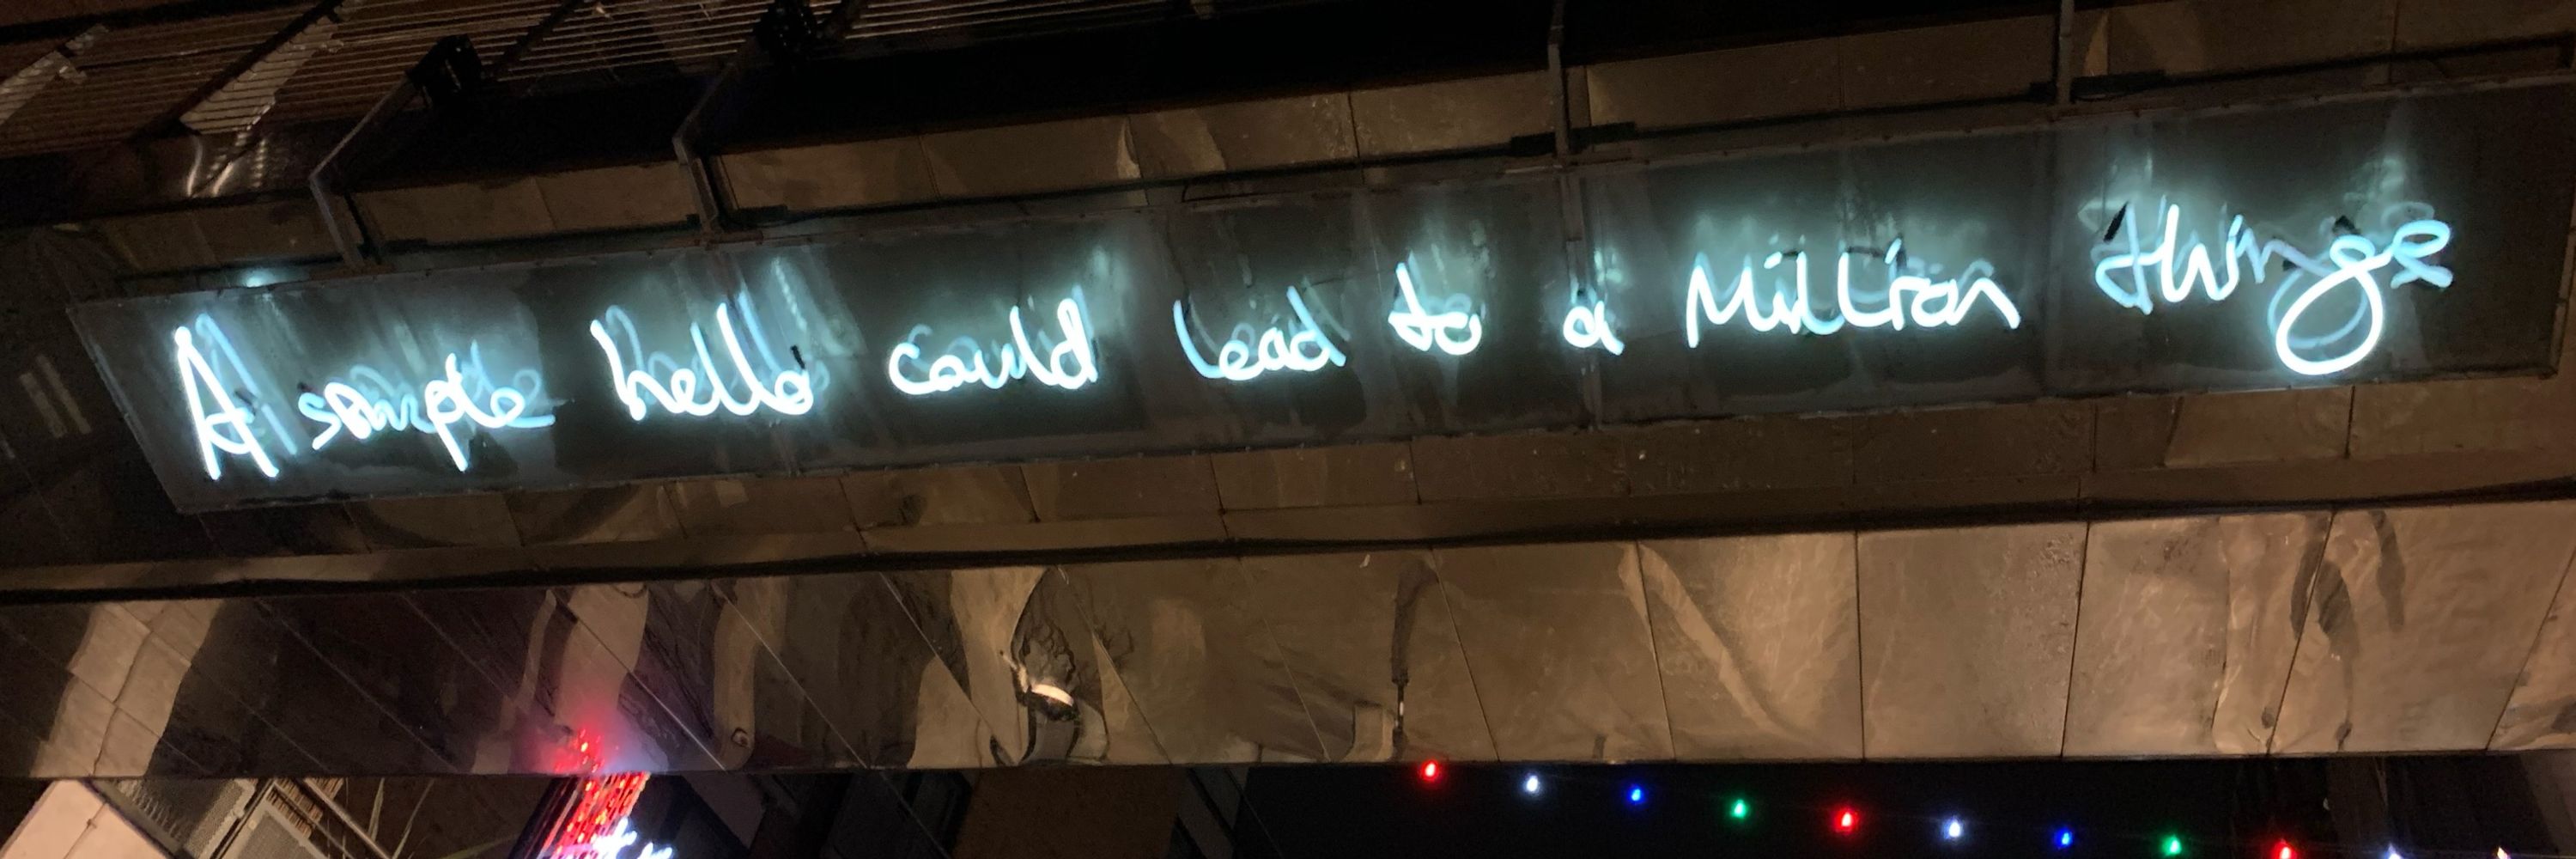 A simple hello could lead to a Million things